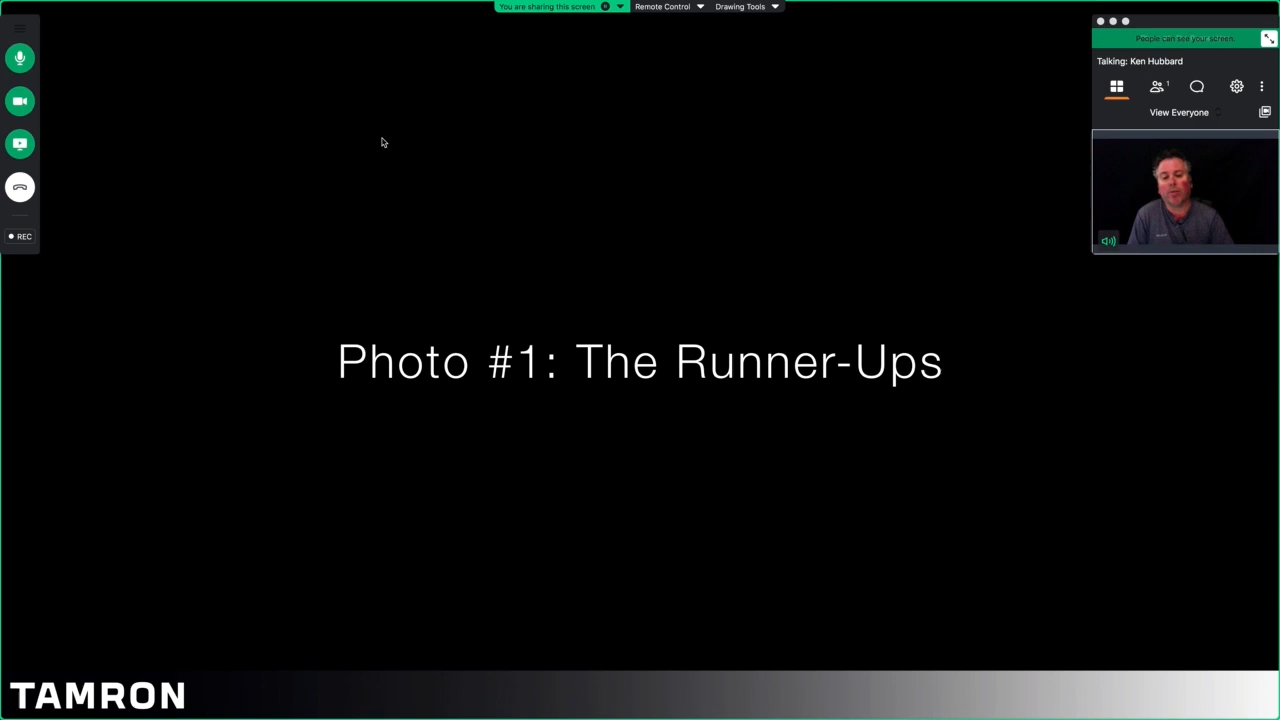 You are sharing this screen
Remote Control
Drawing Tools
People can see your screen.
Talking: Ken Hubbard
1
View Everyone
REC
Photo #1: The Runner-Ups
TAMRON